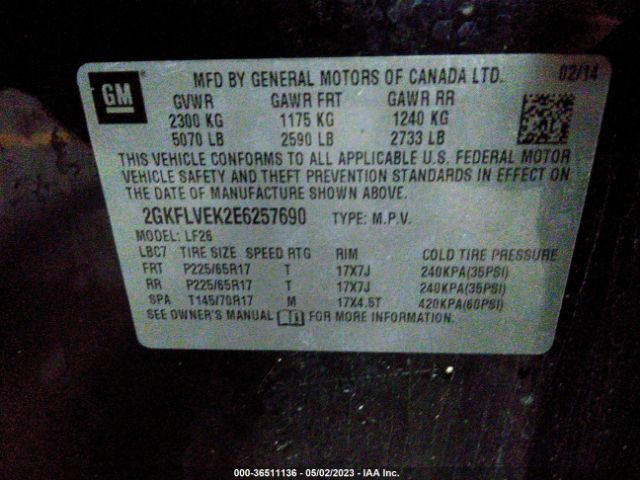 GM
MFD BY GENERAL MOTORS OF CANADA LTD. 02/14
GVWR GAWR FRT GAWR RR
2300 KG 1175 KG 1240 KG
5070 LB 2590 LB 2733 LB
THIS VEHICLE CONFORMS TO ALL APPLICABLE U.S. FEDERAL MOTOR
VEHICLE SAFETY AND THEFT PREVENTION STANDARDS IN EFFECT ON
THE DATE OF MANUFACTURE SHOWN ABOVE.
2GKFLVEK2E6257690 TYPE: M.P.V.
MODEL: LF26
LBC7 TIRE SIZE SPEED RTG RIM COLD TIRE PRESSURE
FRT P225/65R17 T 17X7J 240KPA(35PSI)
RR P225/65R17 T 17X7J 240KPA(35PSI)
SPA T145/70R17 M 17X4.5T 420KPA(60PSI)
SEE OWNER'S MANUAL FOR MORE INFORMATION.
000-36511136 - 05/02/2023 - IAA Inc.